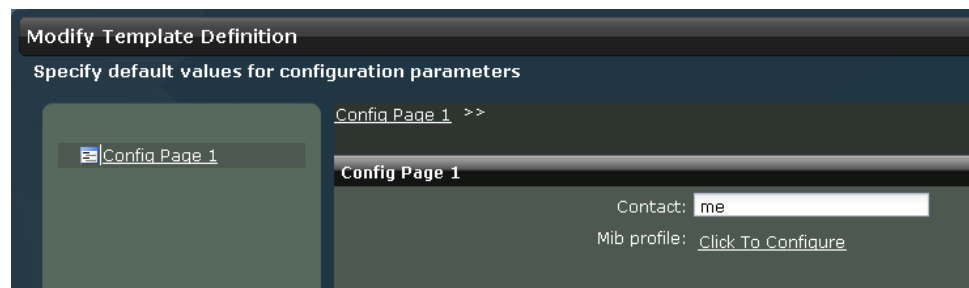 Modify Template Definition
Specify default values for configuration parameters
Config Page 1 >>
Config Page 1
Config Page 1
Contact: me
Mib profile: Click To Configure